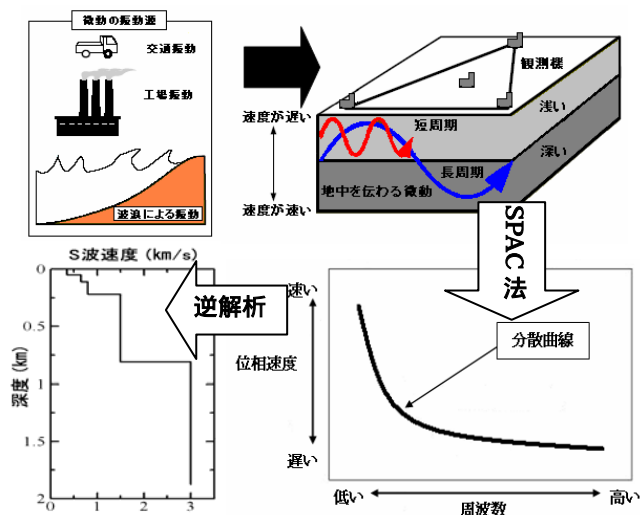 微動の振動源
交通振動
工場振動
波浪による振動
観測機
浅い
深い
速度が遅い
速度が速い
短周期
長周期
地中を伝わる微動
SPAC法
分散曲線
速い
位相速度
遅い
低い
周波数
高い
逆解析
S波速度 (km/s)
0
0.5
1
1.5
2
深度(km)
0
1
2
3